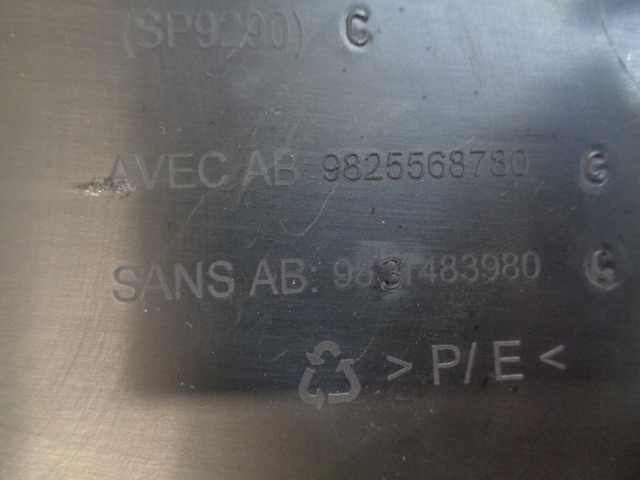 (SP9290) C
AVEC AB: 9825568780 C
SANS AB: C
> P/E <